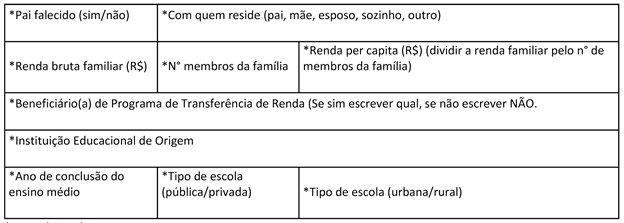 *Pai falecido (sim/não)
*Com quem reside (pai, mãe, esposo, sozinho, outro)
*Renda bruta familiar (R$)
*N° membros da família
*Renda per capita (R$) (dividir a renda familiar pelo n° de
membros da família)
*Beneficiário(a) de Programa de Transferência de Renda (Se sim escrever qual, se não escrever NÃO.
*Instituição Educacional de Origem
*Ano de conclusão do
ensino médio
*Tipo de escola
(pública/privada)
*Tipo de escola (urbana/rural)